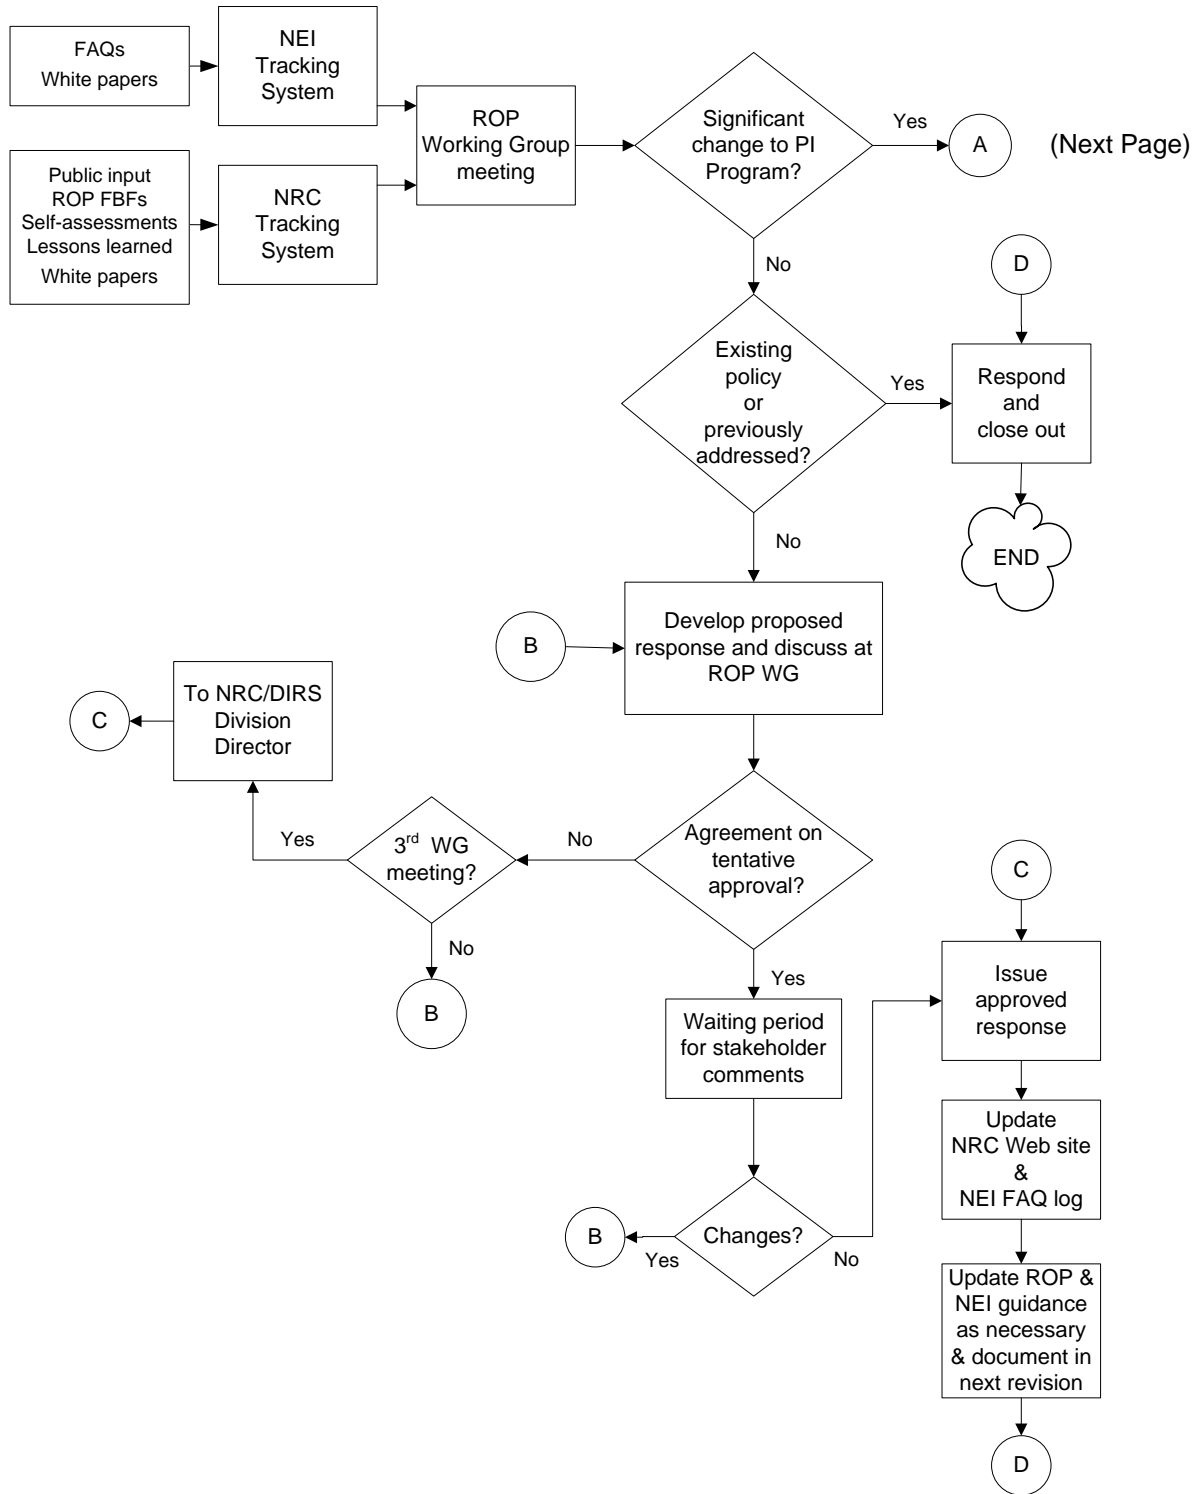 FAQs
White papers
NEI
Tracking
System
Public input
ROP FBFs
Self-assessments
Lessons learned
White papers
NRC
Tracking
System
ROP
Working Group
meeting
Significant
change to PI
Program?
Yes
A
(Next Page)
No
Existing
policy
or
previously
addressed?
Yes
D
Respond
and
close out
END
No
B
Develop proposed
response and discuss at
ROP WG
Agreement on
tentative
approval?
No
3rd WG
meeting?
Yes
To NRC/DIRS
Division
Director
C
No
B
Yes
Waiting period
for stakeholder
comments
Changes?
Yes
B
No
C
Issue
approved
response
Update
NRC Web site
&
NEI FAQ log
Update ROP &
NEI guidance
as necessary
& document in
next revision
D